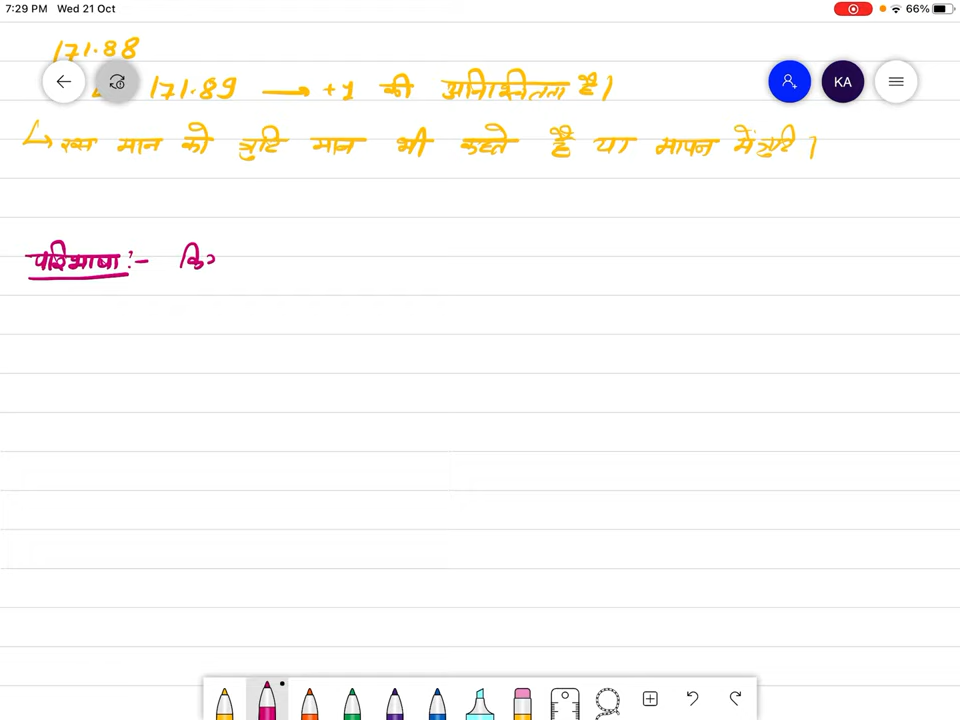 7:29 PM Wed 21 Oct
66%
171.88
171.89 → +1 की अनिश्चितता है।
KA
↳ इस मान को त्रुटि मान भी कहते है या मापन में त्रुटि।
परिभाषा :-